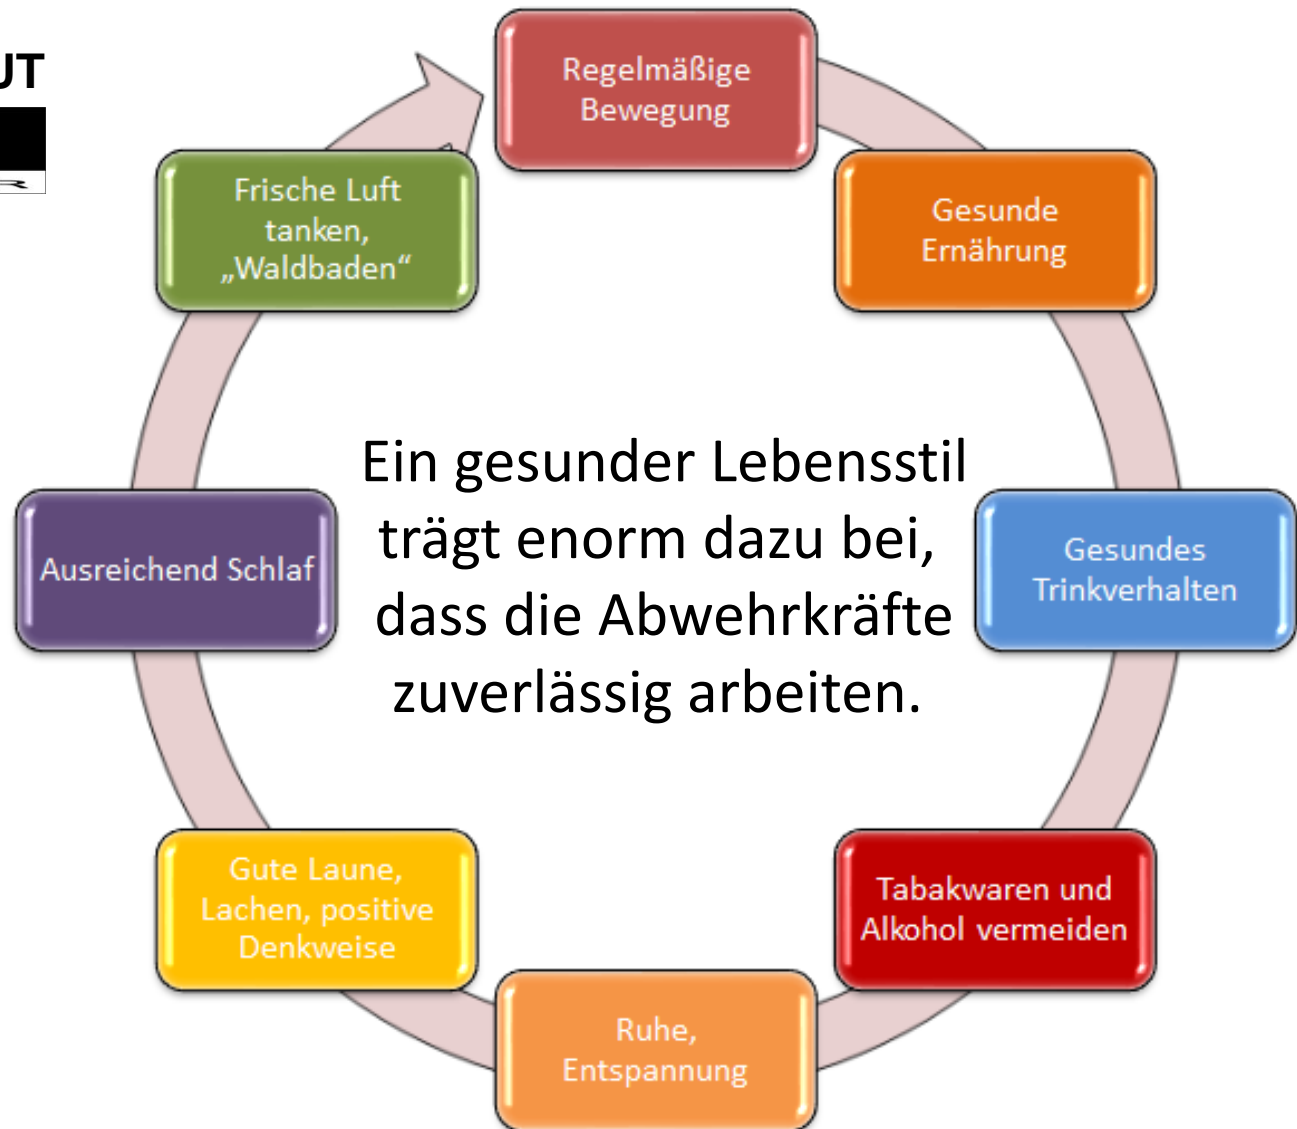 UT
Regelmäßige
Bewegung
Gesunde
Ernährung
Gesundes
Trinkverhalten
Tabakwaren und
Alkohol vermeiden
Ruhe,
Entspannung
Gute Laune,
Lachen, positive
Denkweise
Ausreichend Schlaf
Frische Luft
tanken,
„Waldbaden“
Ein gesunder Lebensstil
trägt enorm dazu bei,
dass die Abwehrkräfte
zuverlässig arbeiten.